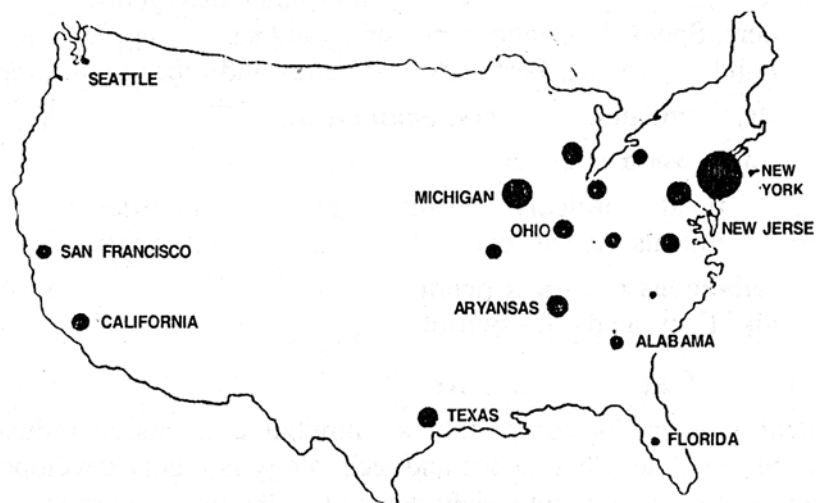 SEATTLE
NEW
YORK
MICHIGAN
OHIO
NEW JERSE
SAN FRANCISCO
ARYANSAS
CALIFORNIA
ALABAMA
TEXAS
FLORIDA